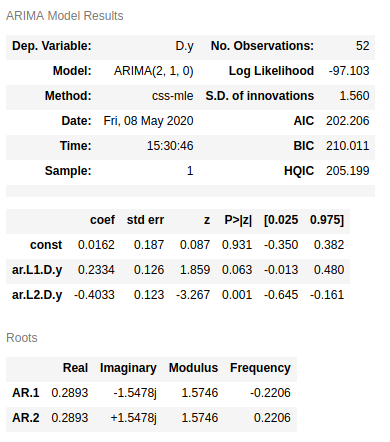 ARIMA Model Results
Dep. Variable: D.y No. Observations: 52
Model: ARIMA(2, 1, 0) Log Likelihood -97.103
Method: css-mle S.D. of innovations 1.560
Date: Fri, 08 May 2020 AIC 202.206
Time: 15:30:46 BIC 210.011
Sample: 1 HQIC 205.199
coef std err z P>|z| [0.025 0.975]
const 0.0162 0.187 0.087 0.931 -0.350 0.382
ar.L1.D.y 0.2334 0.126 1.859 0.063 -0.013 0.480
ar.L2.D.y -0.4033 0.123 -3.267 0.001 -0.645 -0.161
Roots
Real Imaginary Modulus Frequency
AR.1 0.2893 -1.5478j 1.5746 -0.2206
AR.2 0.2893 +1.5478j 1.5746 0.2206